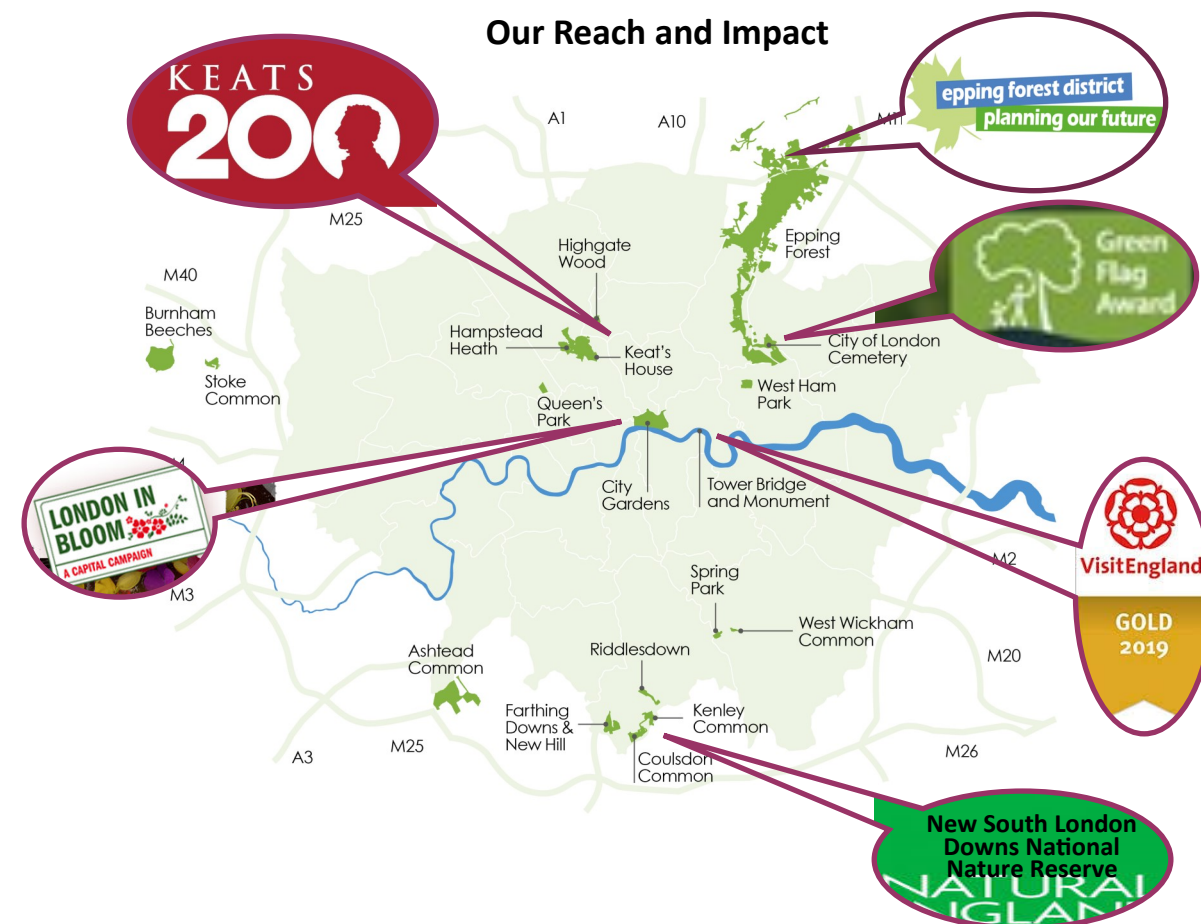 Our Reach and Impact
KEATS
200
epping forest district
planning our future
A1
A10
M11
M25
Green
Flag
Award
Highgate
Wood
Epping
Forest
M40
Burnham
Beeches
Hampstead
Heath
Keat's
House
City of London
Cemetery
Stoke
Common
Queen's
Park
West Ham
Park
LONDON IN
BLOOM
A CAPITAL CAMPAIGN
City
Gardens
Tower Bridge
and Monument
VisitEngland
GOLD
2019
M2
M3
Spring
Park
West Wickham
Common
Ashtead
Common
Riddlesdown
M20
Farthing
Downs &
New Hill
Kenley
Common
A3
M25
Coulsdon
Common
M26
New South London
Downs National
Nature Reserve
NATURAL
ENGLAND